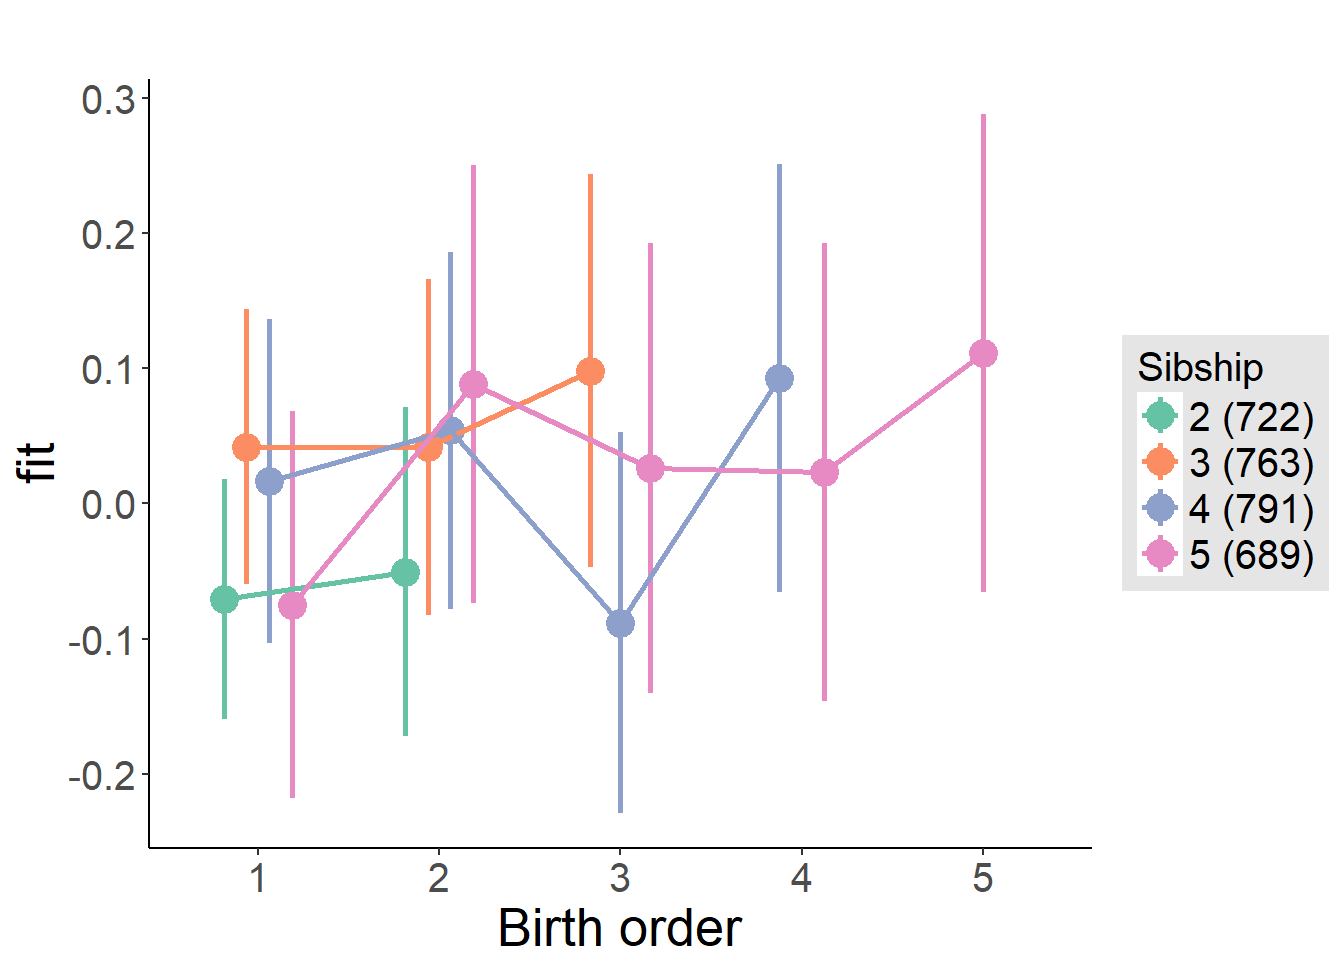 0.3
0.2
0.1
0.0
-0.1
-0.2
fit
1 2 3 4 5
Birth order
Sibship
2 (722)
3 (763)
4 (791)
5 (689)